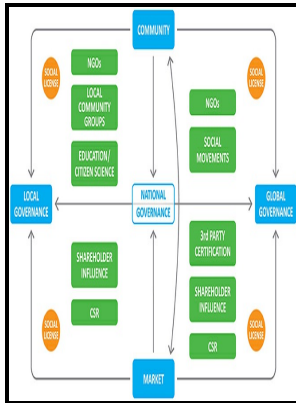 COMMUNITY
SOCIAL
LICENSE
NGOs
LOCAL
COMMUNITY
GROUPS
EDUCATION /
CITIZEN SCIENCE
NGOs
SOCIAL
MOVEMENTS
SOCIAL
LICENSE
LOCAL
GOVERNANCE
NATIONAL
GOVERNANCE
GLOBAL
GOVERNANCE
SHAREHOLDER
INFLUENCE
CSR
3rd PARTY
CERTIFICATION
SHAREHOLDER
INFLUENCE
CSR
SOCIAL
LICENSE
SOCIAL
LICENSE
MARKET